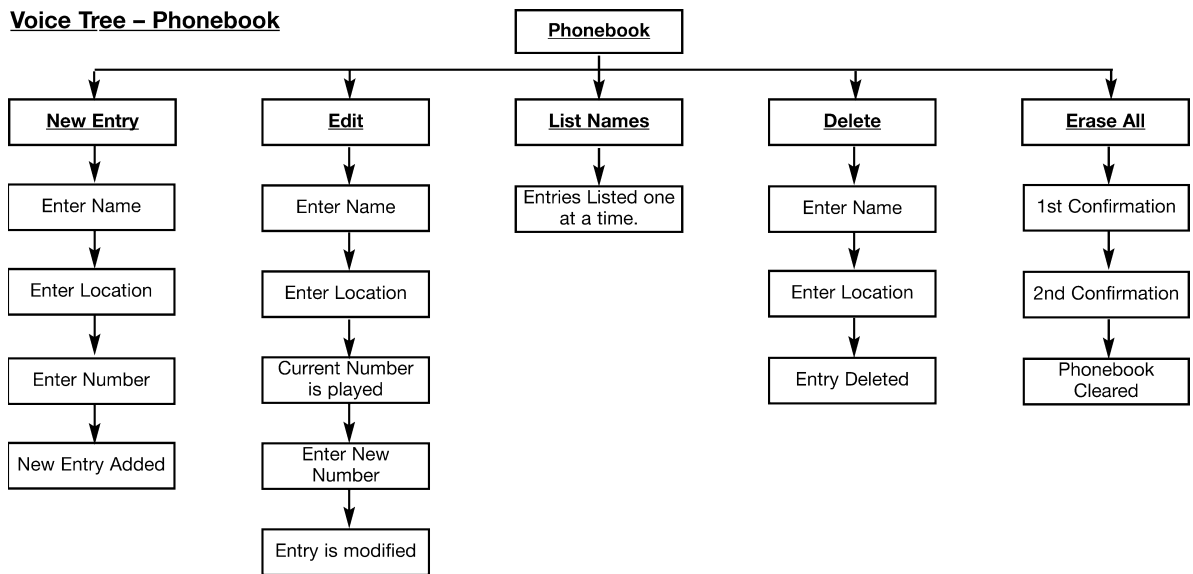 Voice Tree – Phonebook
Phonebook
New Entry
Edit
List Names
Delete
Erase All
Enter Name
Enter Name
Entries Listed one
at a time.
Enter Name
1st Confirmation
Enter Location
Enter Location
Enter Location
2nd Confirmation
Enter Number
Current Number
is played
Entry Deleted
Phonebook
Cleared
New Entry Added
Enter New
Number
Entry is modified